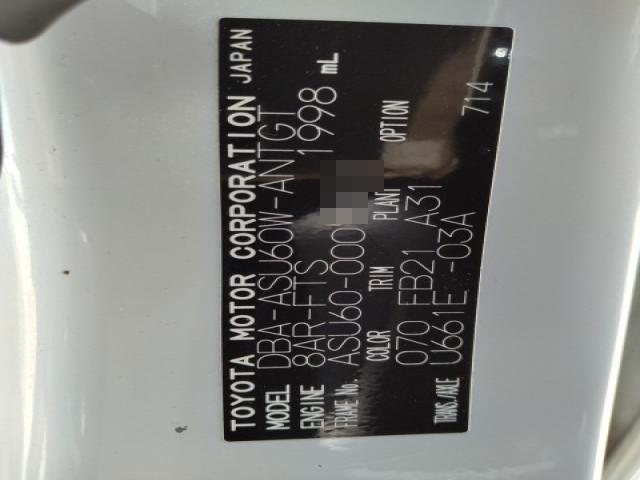 TOYOTA MOTOR CORPORATION JAPAN
MODEL DBA-ASU60W-ANTGT
ENGINE 8AR-FTS 1998 mL
FRAME No. ASU60-000
COLOR TRIM PLANT OPTION
070 EB21 A31
TRANS./AXLE U661E -03A 714